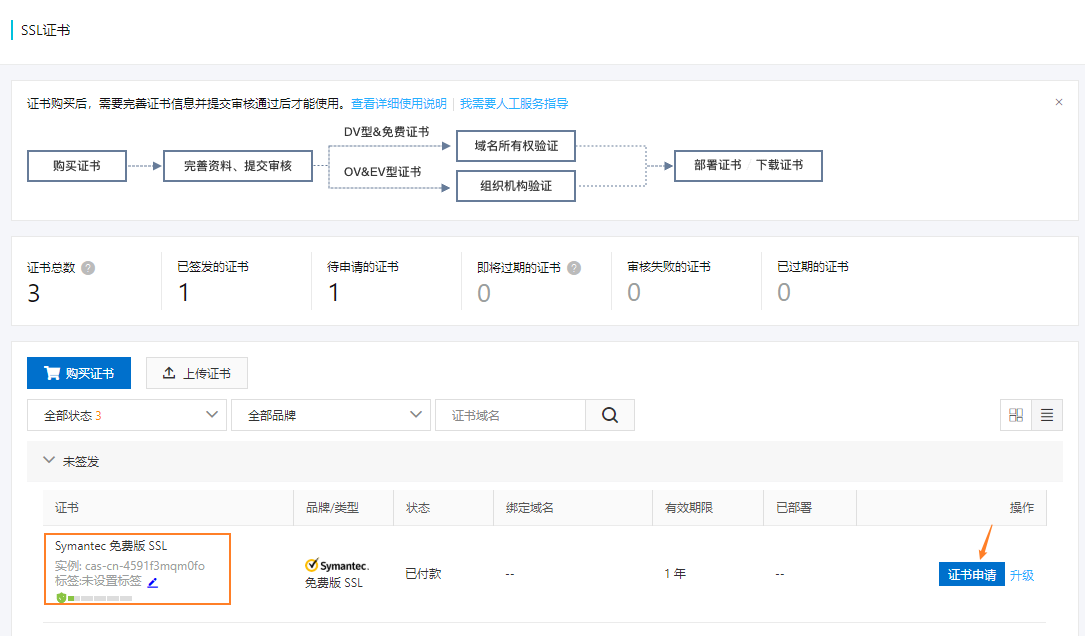 SSL证书
证书购买后，需要完善证书信息并提交审核通过后才能使用。查看详细使用说明 我需要人工服务指导
购买证书
完善资料、提交审核
DV型&免费证书
OV&EV型证书
域名所有权验证
组织机构验证
部署证书 / 下载证书
证书总数 ?
3
已签发的证书
1
待申请的证书
1
即将过期的证书 ?
0
审核失败的证书
0
已过期的证书
0
购买证书
上传证书
全部状态 3
全部品牌
证书域名
未签发
证书 品牌/类型 状态 绑定域名 有效期限 已部署 操作
Symantec 免费版 SSL
实例: cas-cn-4591f3mqm0fo
标签:未设置标签
Symantec.
免费版 SSL
已付款
--
1 年
--
证书申请 升级